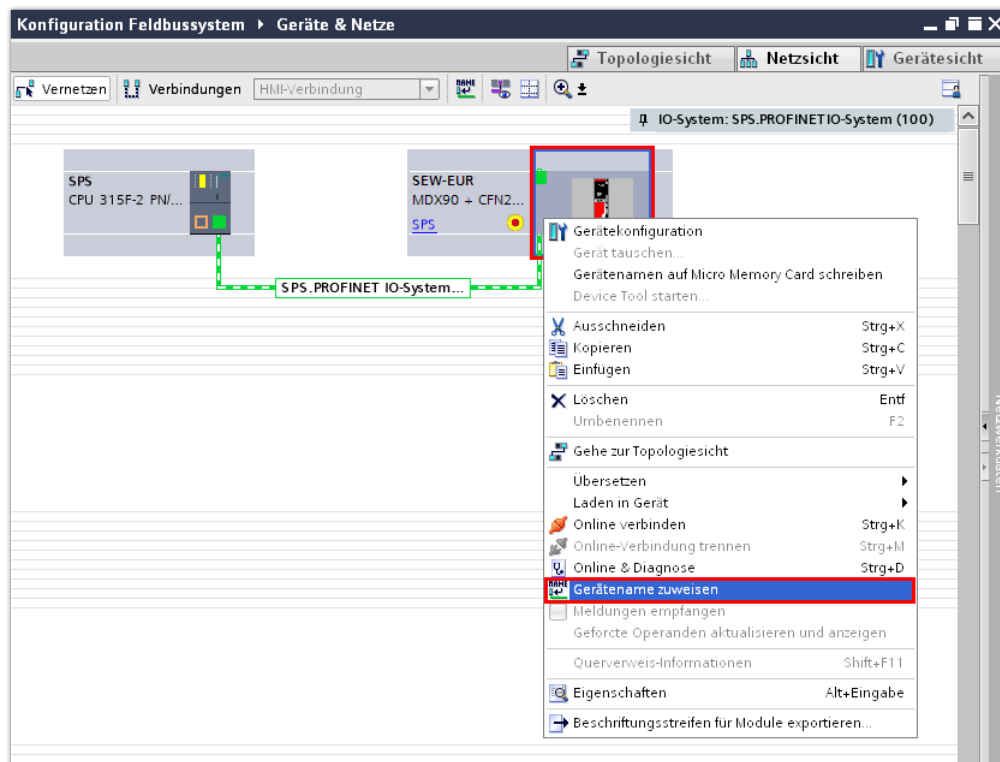 Konfiguration Feldbussystem ▸ Geräte & Netze
Topologiesicht Netzsicht Gerätesicht
Vernetzen Verbindungen HMI-Verbindung
IO-System: SPS.PROFINET IO-System (100)
SPS
CPU 315F-2 PN/...
SEW-EUR
MDX90 + CFN2...
SPS
SPS.PROFINET IO-System...
Gerätekonfiguration
Gerät tauschen...
Gerätenamen auf Micro Memory Card schreiben
Device Tool starten...
Ausschneiden Strg+X
Kopieren Strg+C
Einfügen Strg+V
Löschen Entf
Umbenennen F2
Gehe zur Topologiesicht
Übersetzen
Laden in Gerät
Online verbinden Strg+K
Online-Verbindung trennen Strg+M
Online & Diagnose Strg+D
Gerätename zuweisen
Meldungen empfangen
Geforcte Operanden aktualisieren und anzeigen
Querverweis-Informationen Shift+F11
Eigenschaften Alt+Eingabe
Beschriftungsstreifen für Module exportieren...
Netzwerkdaten